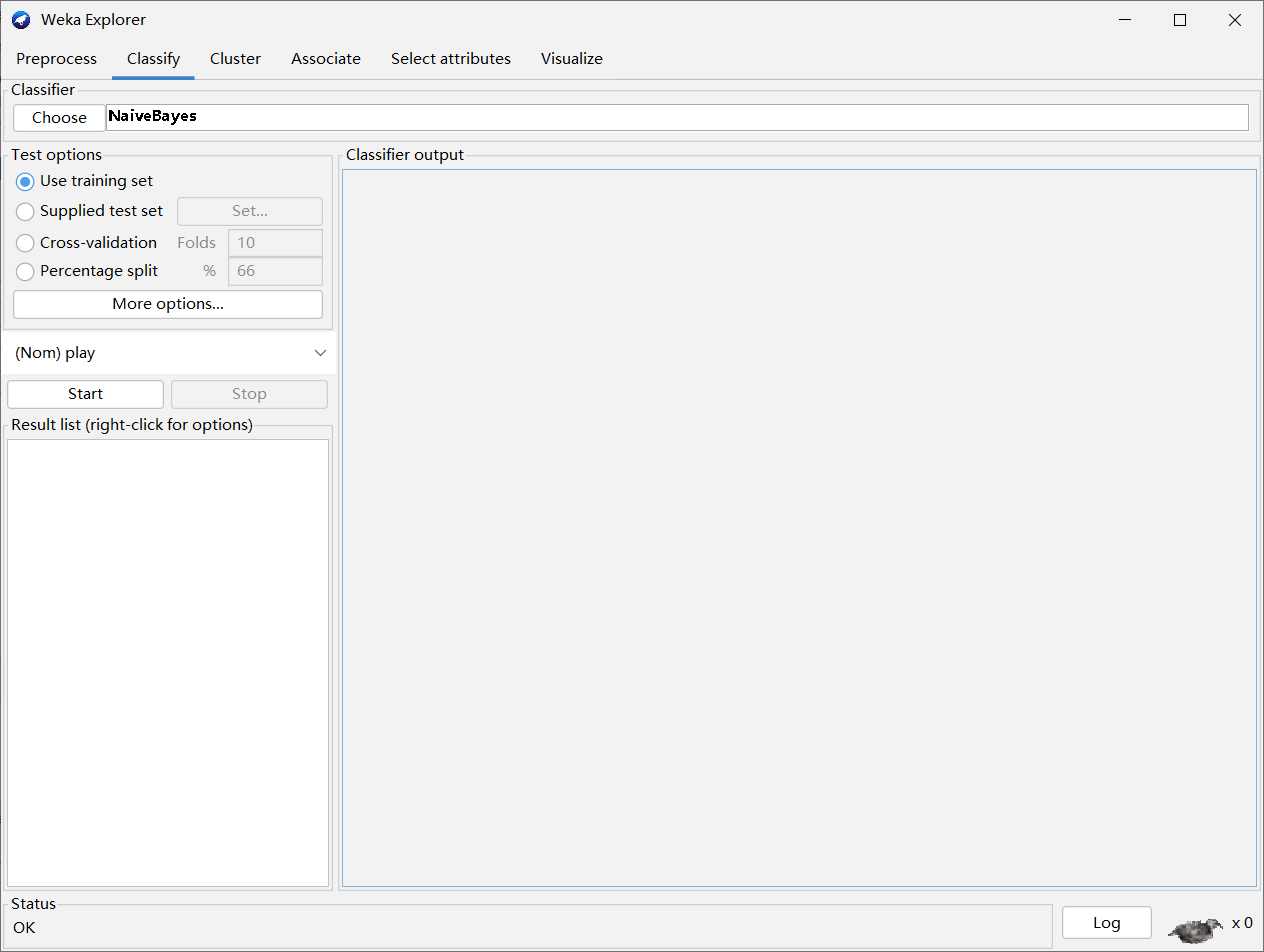 Weka Explorer
Preprocess Classify Cluster Associate Select attributes Visualize
Classifier
Choose NaiveBayes
Test options
Use training set
Supplied test set Set...
Cross-validation Folds 10
Percentage split % 66
More options...
(Nom) play
Start Stop
Result list (right-click for options)
Classifier output
Status
OK
Log x 0